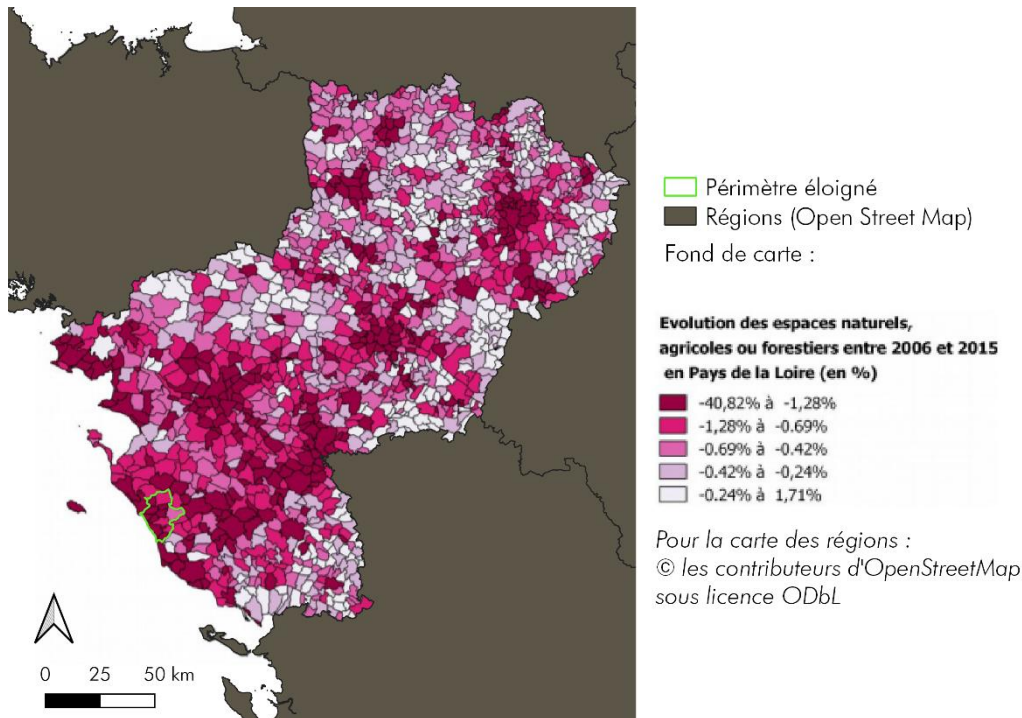 Périmètre éloigné
Régions (Open Street Map)
Fond de carte :
Evolution des espaces naturels,
agricoles ou forestiers entre 2006 et 2015
en Pays de la Loire (en %)
-40,82% à -1,28%
-1,28% à -0.69%
-0.69% à -0.42%
-0.42% à -0,24%
-0.24% à 1,71%
Pour la carte des régions :
© les contributeurs d'OpenStreetMap
sous licence ODbL
0 25 50 km